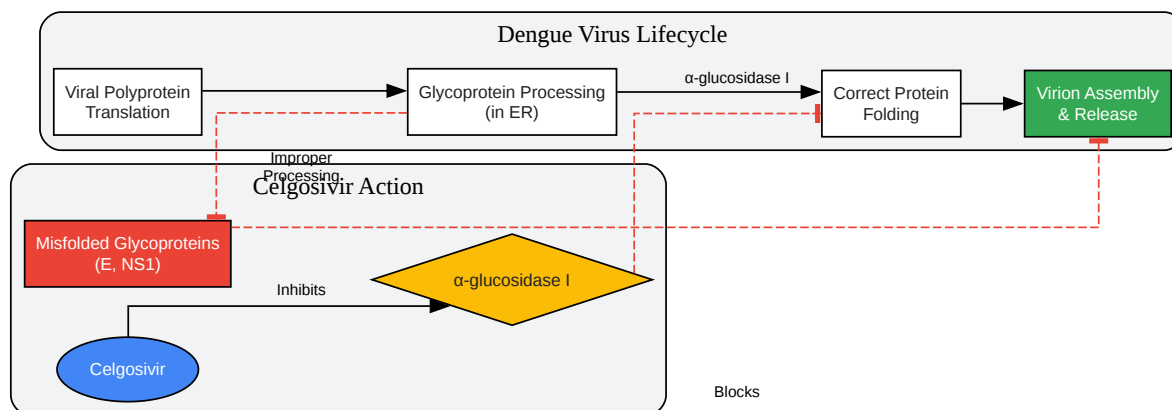 Dengue Virus Lifecycle
Viral Polyprotein
Translation
Glycoprotein Processing
(in ER)
α-glucosidase I
Correct Protein
Folding
Virion Assembly
& Release
Improper
Processing
Celgosivir Action
Misfolded Glycoproteins
(E, NS1)
α-glucosidase I
Inhibits
Celgosivir
Blocks